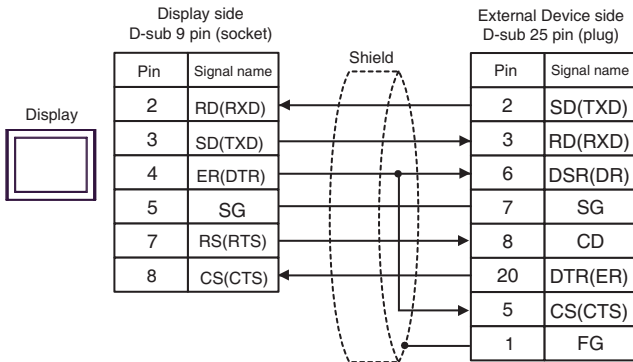 Display side
D-sub 9 pin (socket)
External Device side
D-sub 25 pin (plug)
Shield
Display
Pin Signal name
2 RD(RXD)
3 SD(TXD)
4 ER(DTR)
5 SG
7 RS(RTS)
8 CS(CTS)
Pin Signal name
2 SD(TXD)
3 RD(RXD)
6 DSR(DR)
7 SG
8 CD
20 DTR(ER)
5 CS(CTS)
1 FG